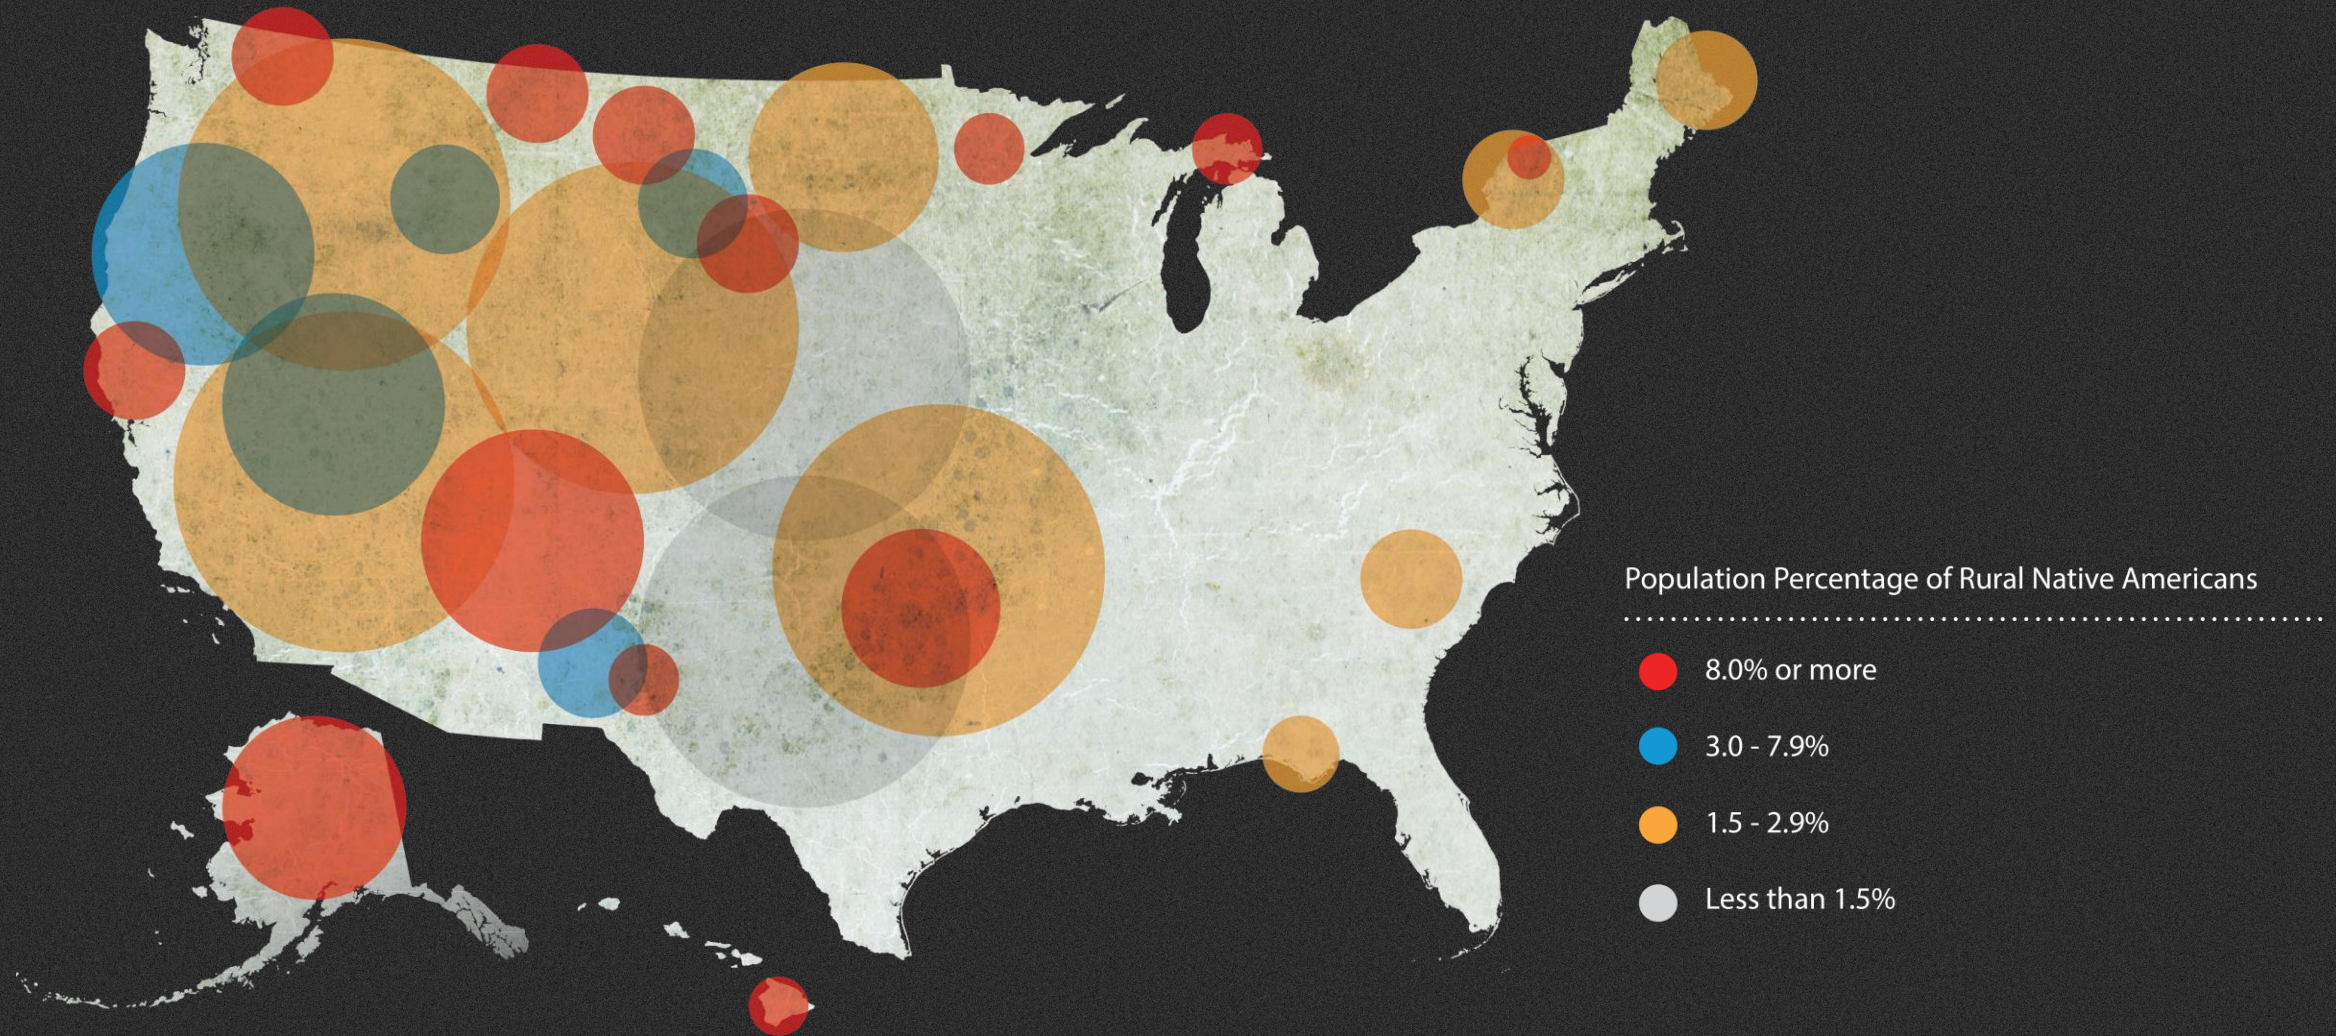 Population Percentage of Rural Native Americans
8.0% or more
3.0 - 7.9%
1.5 - 2.9%
Less than 1.5%